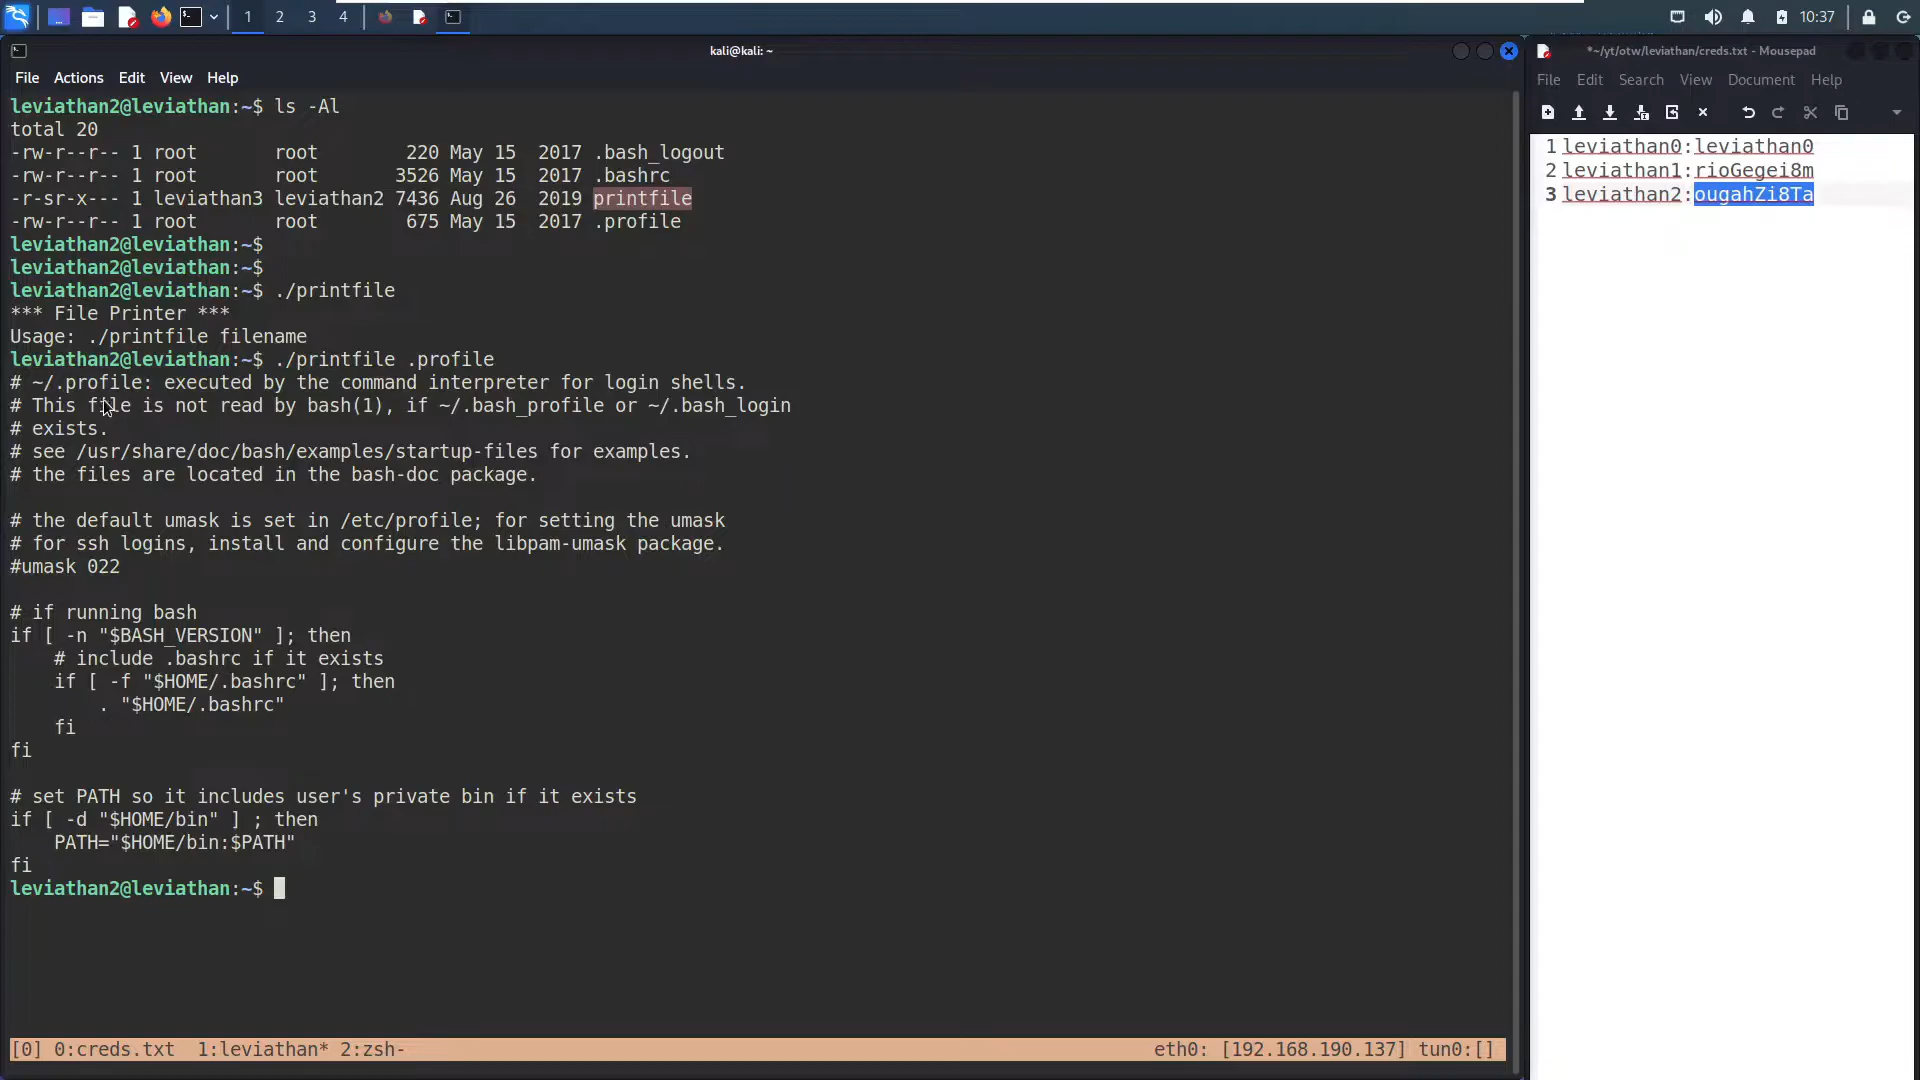 1 2 3 4
10:37
kali@kali: ~
File Actions Edit View Help
leviathan2@leviathan:~$ ls -Al
total 20
-rw-r--r-- 1 root       root        220 May 15  2017 .bash_logout
-rw-r--r-- 1 root       root       3526 May 15  2017 .bashrc
-r-sr-x--- 1 leviathan3 leviathan2 7436 Aug 26  2019 printfile
-rw-r--r-- 1 root       root        675 May 15  2017 .profile
leviathan2@leviathan:~$
leviathan2@leviathan:~$
leviathan2@leviathan:~$ ./printfile
*** File Printer ***
Usage: ./printfile filename
leviathan2@leviathan:~$ ./printfile .profile
# ~/.profile: executed by the command interpreter for login shells.
# This file is not read by bash(1), if ~/.bash_profile or ~/.bash_login
# exists.
# see /usr/share/doc/bash/examples/startup-files for examples.
# the files are located in the bash-doc package.

# the default umask is set in /etc/profile; for setting the umask
# for ssh logins, install and configure the libpam-umask package.
#umask 022

# if running bash
if [ -n "$BASH_VERSION" ]; then
    # include .bashrc if it exists
    if [ -f "$HOME/.bashrc" ]; then
        . "$HOME/.bashrc"
    fi
fi

# set PATH so it includes user's private bin if it exists
if [ -d "$HOME/bin" ] ; then
    PATH="$HOME/bin:$PATH"
fi
leviathan2@leviathan:~$
[0] 0:creds.txt  1:leviathan* 2:zsh-
eth0: [192.168.190.137] tun0:[]
*~/yt/otw/leviathan/creds.txt - Mousepad
File Edit Search View Document Help
1 leviathan0:leviathan0
2 leviathan1:rioGegei8m
3 leviathan2:ougahZi8Ta